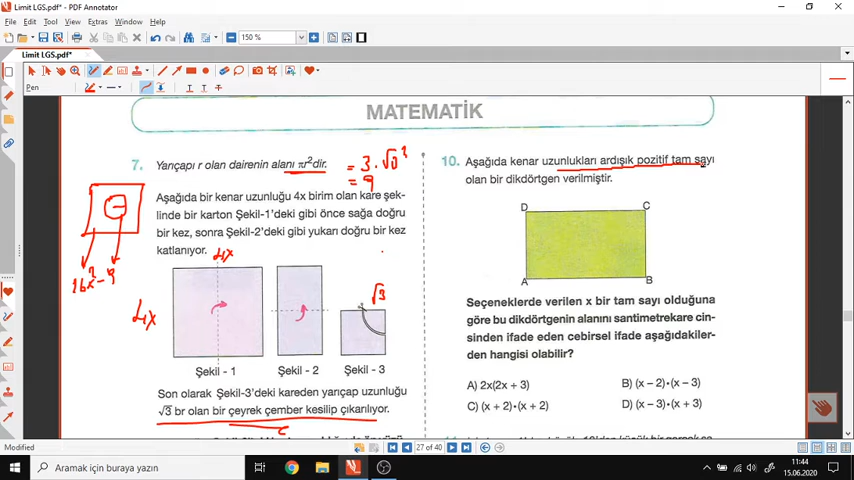 Limit LGS.pdf* - PDF Annotator
File Edit Tool View Extras Window Help
150 %
Limit LGS.pdf*
Pen
MATEMATİK
7. Yarıçapı r olan dairenin alanı πr²dir.
= 3 . √3²
= 9
Aşağıda bir kenar uzunluğu 4x birim olan kare şek-
linde bir karton Şekil-1'deki gibi önce sağa doğru
bir kez, sonra Şekil-2'deki gibi yukarı doğru bir kez
katlanıyor.
16x² - 9
4x
4x
√3
Şekil - 1
Şekil - 2
Şekil - 3
Son olarak Şekil-3'deki kareden yarıçap uzunluğu
√3 br olan bir çeyrek çember kesilip çıkarılıyor.
10. Aşağıda kenar uzunlukları ardışık pozitif tam sayı
olan bir dikdörtgen verilmiştir.
D
C
A
B
Seçeneklerde verilen x bir tam sayı olduğuna
göre bu dikdörtgenin alanını santimetrekare cin-
sinden ifade eden cebirsel ifade aşağıdakiler-
den hangisi olabilir?
A) 2x(2x + 3)
B) (x – 2)•(x – 3)
C) (x + 2)•(x + 2)
D) (x – 3)•(x + 3)
Modified
27 of 40
Aramak için buraya yazın
11:44
15.06.2020